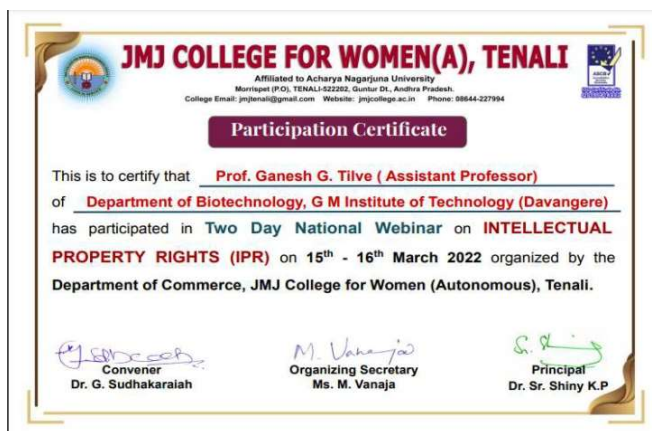 JMJ COLLEGE FOR WOMEN(A), TENALI
Affiliated to Acharya Nagarjuna University
Morrispet (P.O), TENALI-522202, Guntur Dt., Andhra Pradesh.
College Email: jmjtenali@gmail.com Website: jmjcollege.ac.in Phone: 08644-227994
Participation Certificate
This is to certify that Prof. Ganesh G. Tilve ( Assistant Professor)
of Department of Biotechnology, G M Institute of Technology (Davangere)
has participated in Two Day National Webinar on INTELLECTUAL
PROPERTY RIGHTS (IPR) on 15th - 16th March 2022 organized by the
Department of Commerce, JMJ College for Women (Autonomous), Tenali.
M. Vanaja
Convener
Dr. G. Sudhakaraiah
Organizing Secretary
Ms. M. Vanaja
Principal
Dr. Sr. Shiny K.P